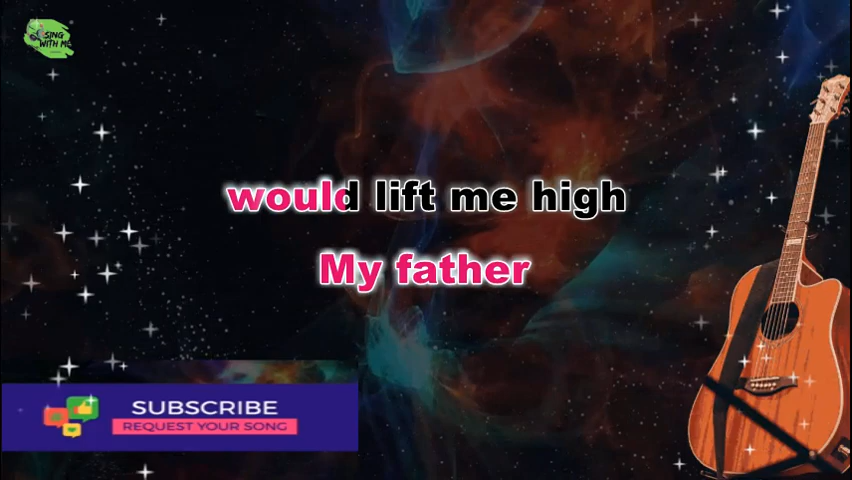 SING
WITH ME
would lift me high
My father
SUBSCRIBE
REQUEST YOUR SONG